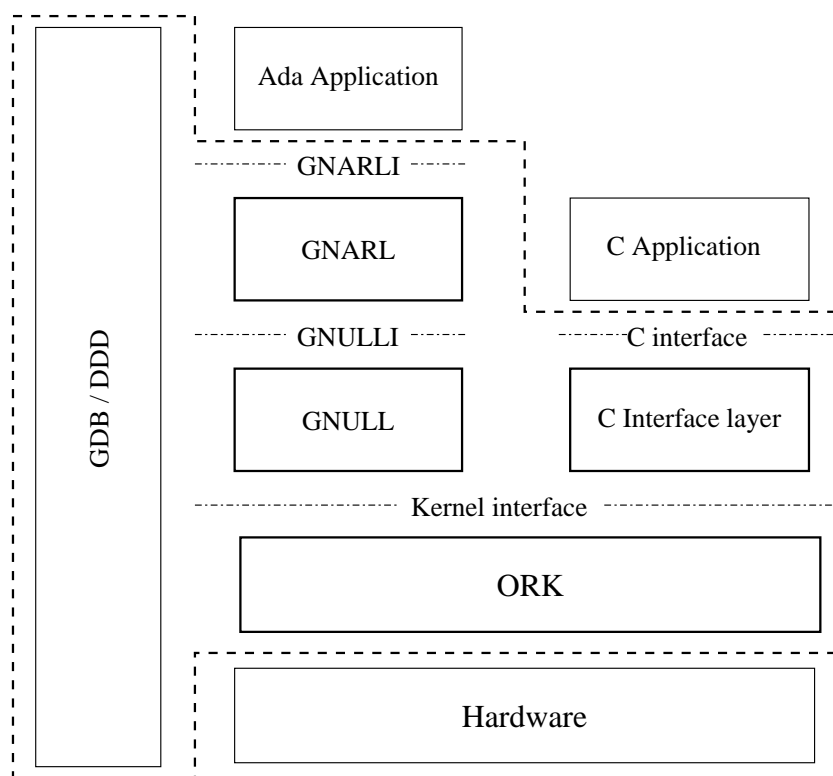 Ada Application
GNARLI
GNARL
C Application
GDB / DDD
GNULLI
C interface
GNULL
C Interface layer
Kernel interface
ORK
Hardware